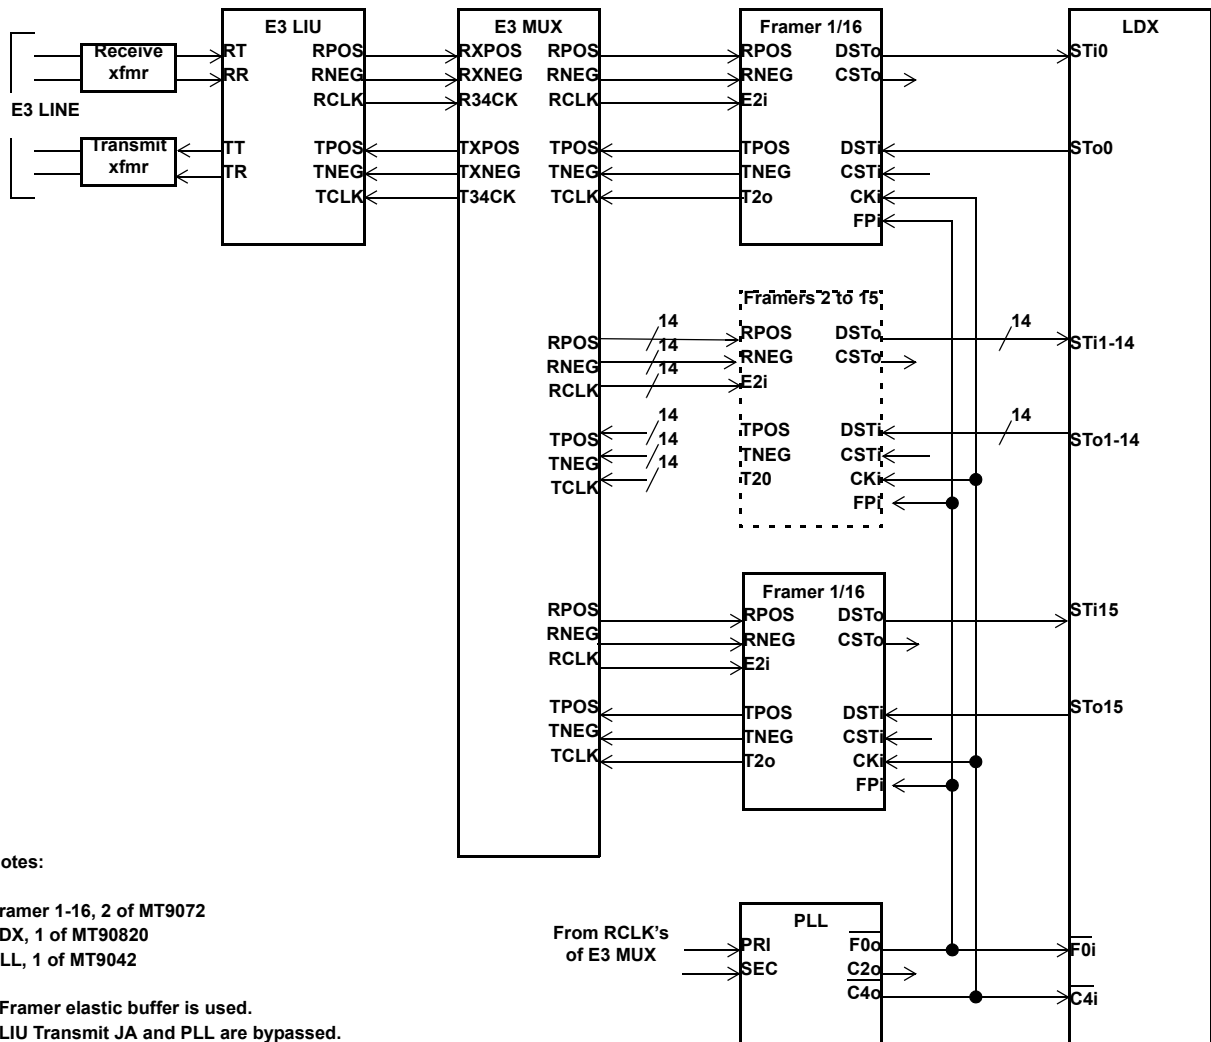 E3 LIU
E3 MUX
Framer 1/16
LDX
Receive
xfmr
RT
RR
RPOS
RNEG
RCLK
RXPOS
RXNEG
R34CK
RPOS
RNEG
RCLK
RPOS
RNEG
E2i
DSTo
CSTo
STi0
E3 LINE
Transmit
xfmr
TT
TR
TPOS
TNEG
TCLK
TXPOS
TXNEG
T34CK
TPOS
TNEG
TCLK
TPOS
TNEG
T2o
DSTi
CSTi
CKi
FPi
STo0
Framers 2 to 15
RPOS
RNEG
RCLK
14
14
14
RPOS
RNEG
E2i
DSTo
CSTo
14
STi1-14
TPOS
TNEG
TCLK
14
14
14
TPOS
TNEG
T20
DSTi
CSTi
CKi
FPi
14
STo1-14
Framer 1/16
RPOS
RNEG
RCLK
RPOS
RNEG
E2i
DSTo
CSTo
STi15
TPOS
TNEG
TCLK
TPOS
TNEG
T2o
DSTi
CSTi
CKi
FPi
STo15
otes:
ramer 1-16, 2 of MT9072
DX, 1 of MT90820
LL, 1 of MT9042
Framer elastic buffer is used.
LIU Transmit JA and PLL are bypassed.
From RCLK's
of E3 MUX
PLL
PRI
SEC
F0o
C2o
C4o
F0i
C4i